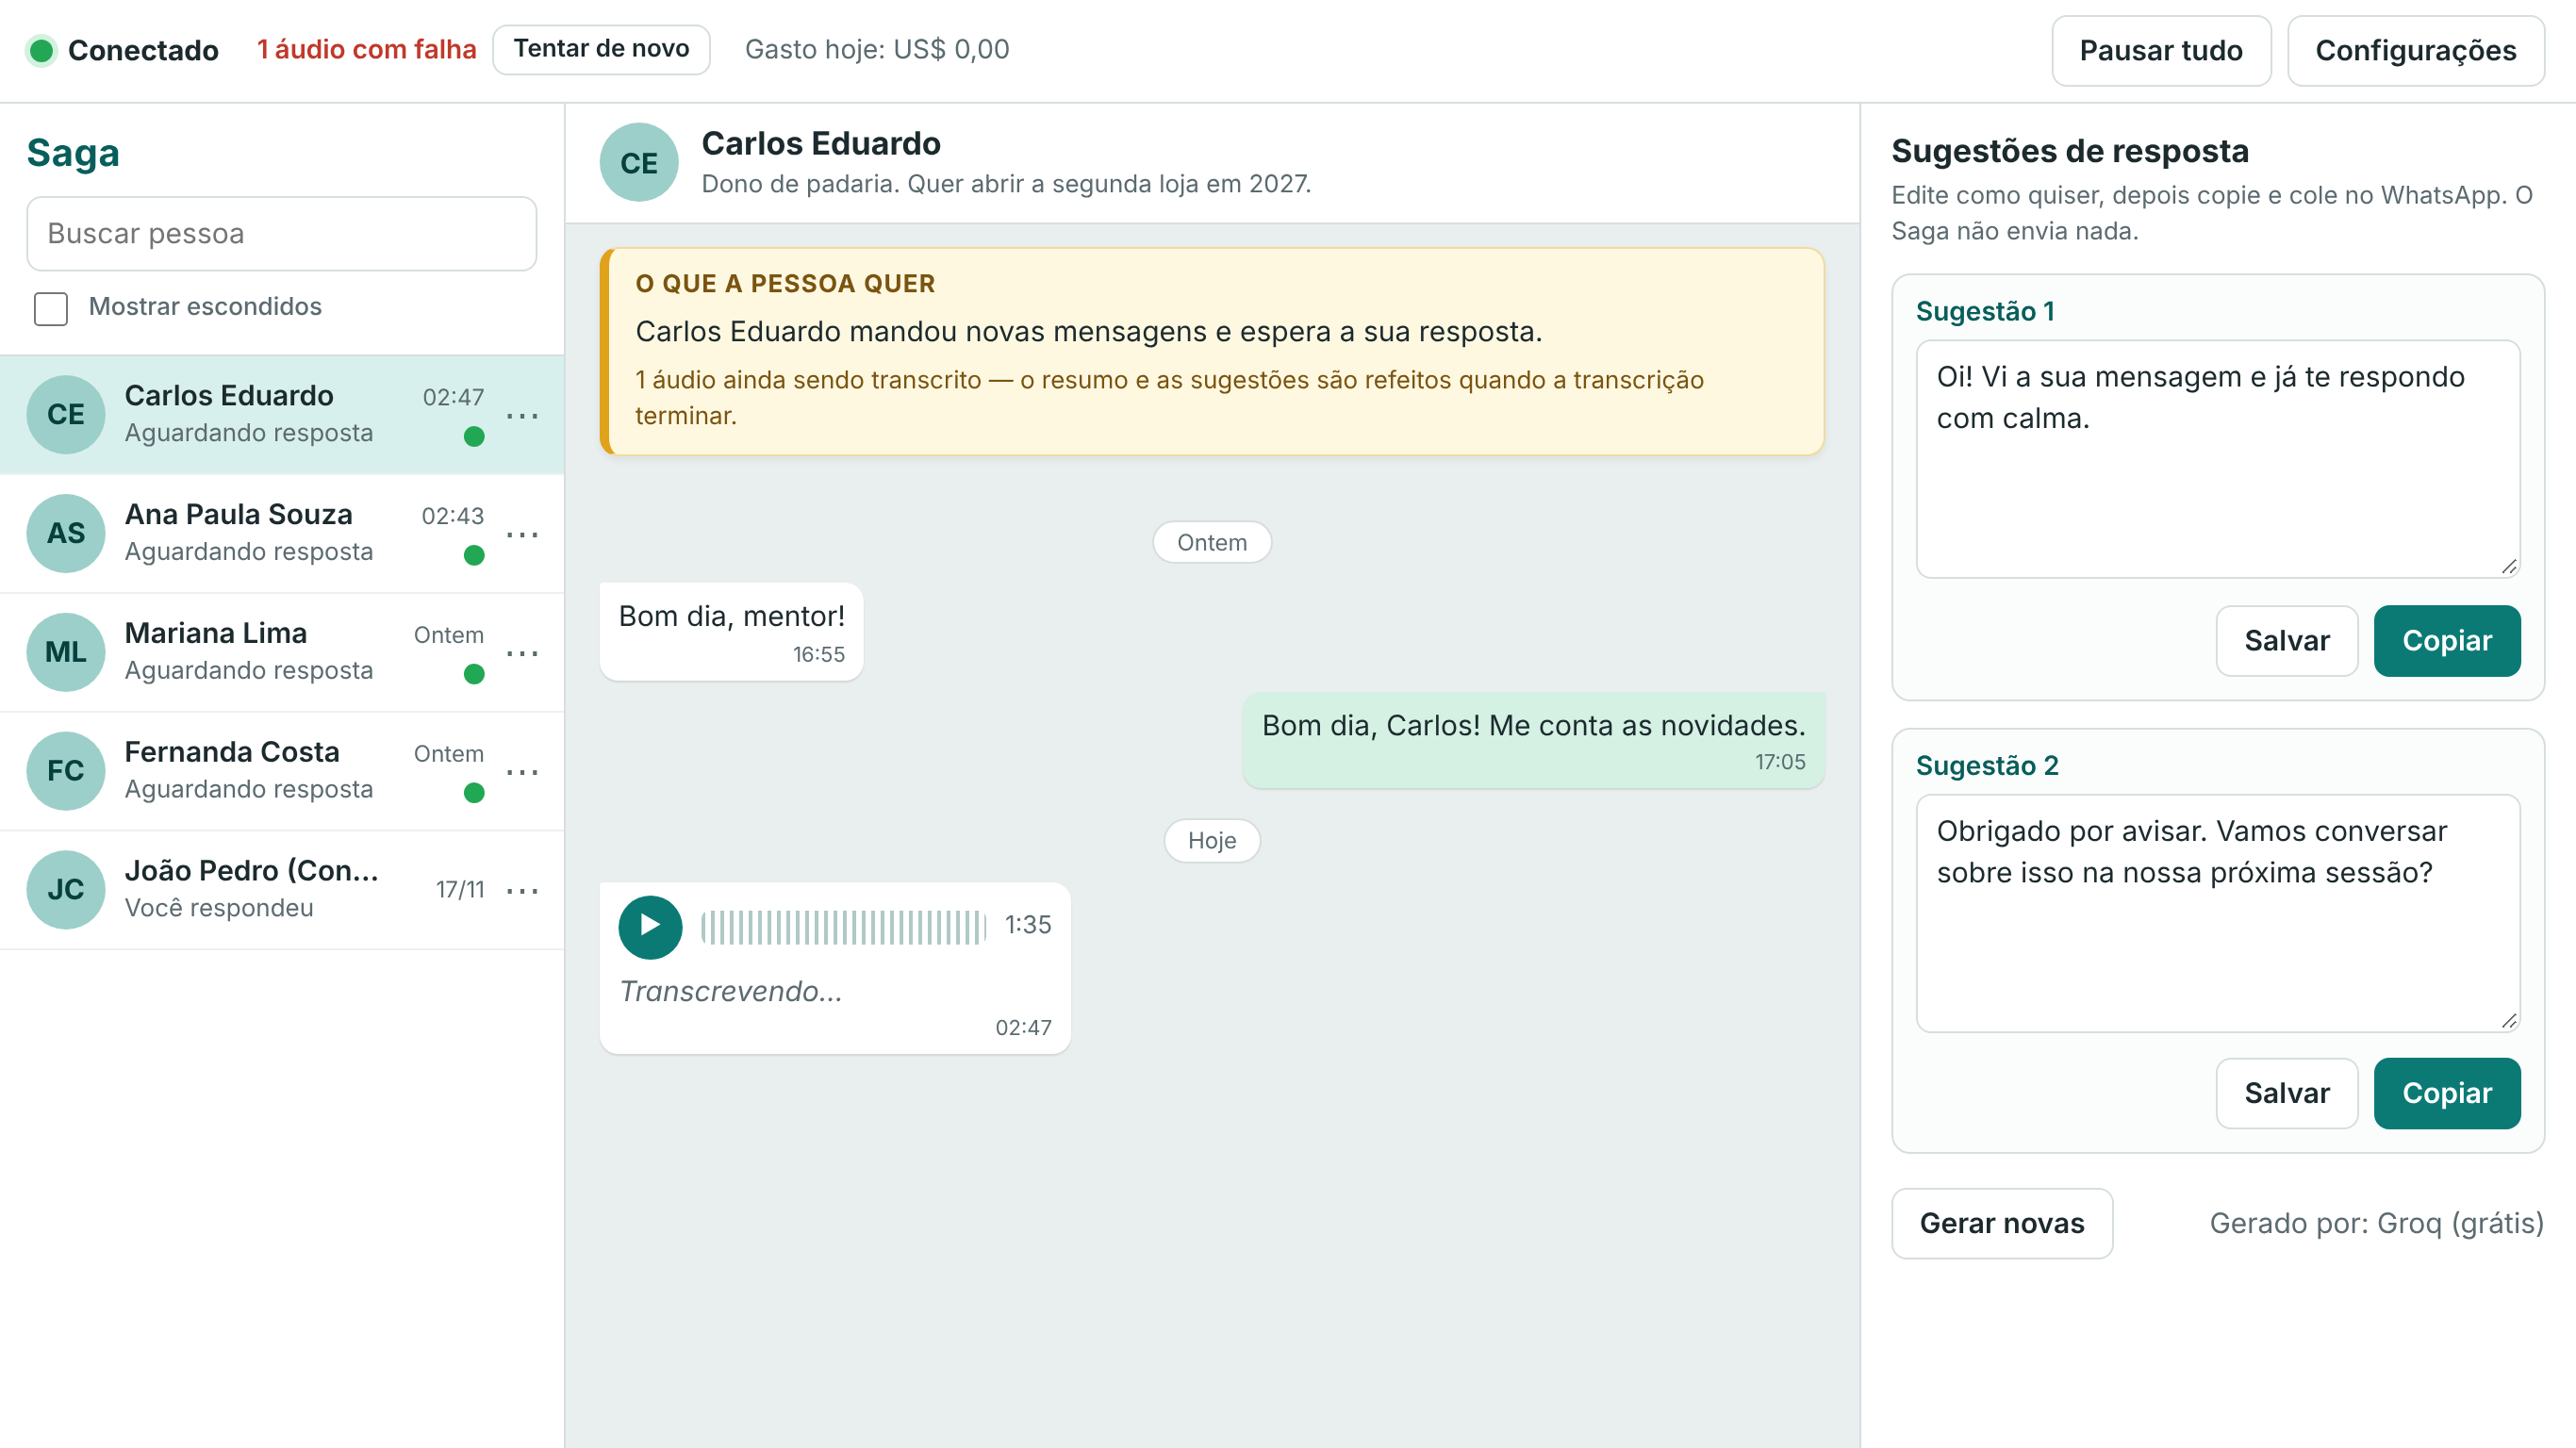 Conectado
1 áudio com falha
Tentar de novo
Gasto hoje: US$ 0,00
Pausar tudo
Configurações
Saga
Buscar pessoa
Mostrar escondidos
CE
Carlos Eduardo
02:47
Aguardando resposta
AS
Ana Paula Souza
02:43
Aguardando resposta
ML
Mariana Lima
Ontem
Aguardando resposta
FC
Fernanda Costa
Ontem
Aguardando resposta
JC
João Pedro (Con...
17/11
Você respondeu
CE
Carlos Eduardo
Dono de padaria. Quer abrir a segunda loja em 2027.
O QUE A PESSOA QUER
Carlos Eduardo mandou novas mensagens e espera a sua resposta.
1 áudio ainda sendo transcrito — o resumo e as sugestões são refeitos quando a transcrição
terminar.
Ontem
Bom dia, mentor!
16:55
Bom dia, Carlos! Me conta as novidades.
17:05
Hoje
1:35
Transcrevendo...
02:47
Sugestões de resposta
Edite como quiser, depois copie e cole no WhatsApp. O
Saga não envia nada.
Sugestão 1
Oi! Vi a sua mensagem e já te respondo
com calma.
Salvar
Copiar
Sugestão 2
Obrigado por avisar. Vamos conversar
sobre isso na nossa próxima sessão?
Salvar
Copiar
Gerar novas
Gerado por: Groq (grátis)